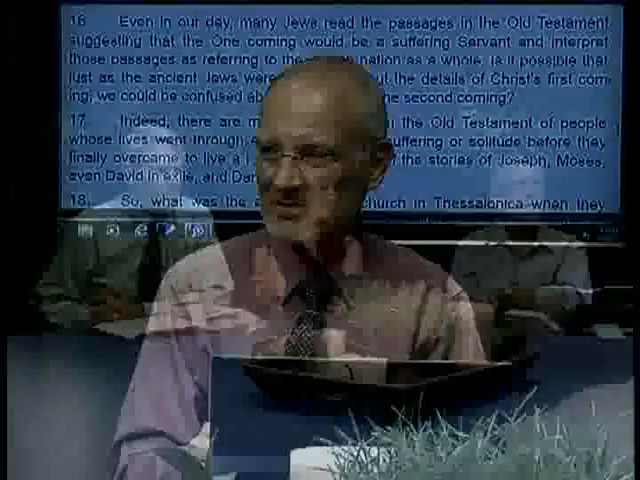 16 Even in our day, many Jews read the passages in the Old Testament
suggesting that the One coming would be a suffering Servant and interpret
those passages as referring to the nation as a whole. Is it possible that
just as the ancient Jews were the details of Christ's first com
ing, we could be confused second coming?
17 Indeed, there are in the Old Testament of people
whose lives went through suffering or solitude before they
finally overcame to live a of the stories of Joseph, Moses,
even David in exile, and
18. So, what was the church in Thessalonica when they